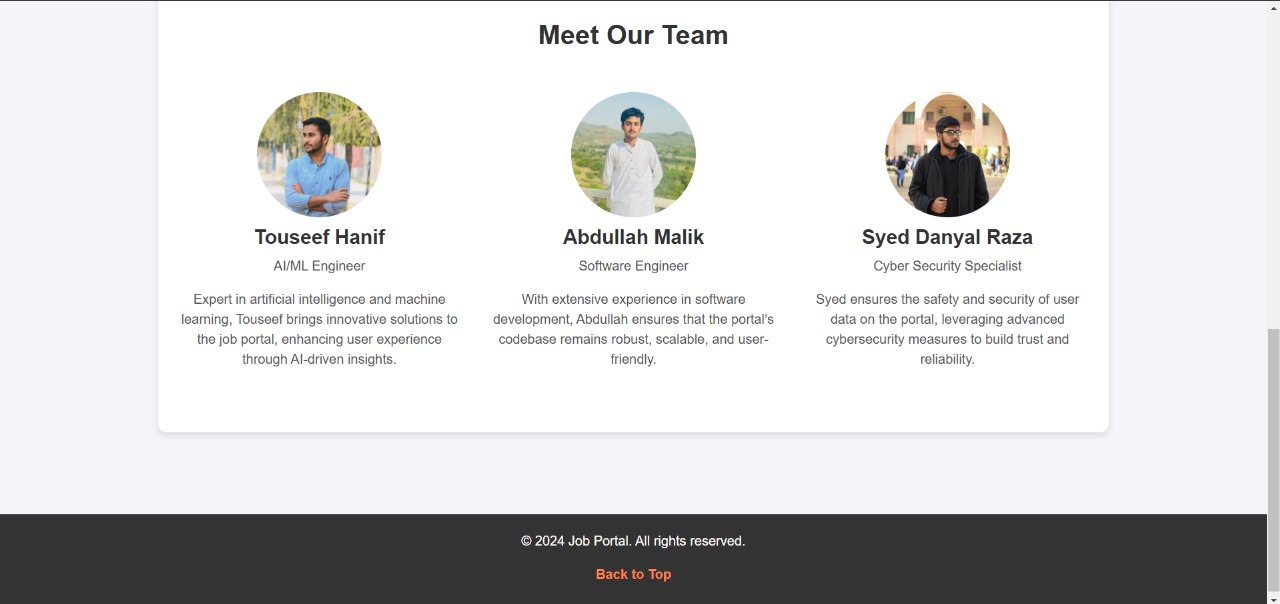 Meet Our Team
Touseef Hanif
AI/ML Engineer
Expert in artificial intelligence and machine
learning, Touseef brings innovative solutions to
the job portal, enhancing user experience
through AI-driven insights.
Abdullah Malik
Software Engineer
With extensive experience in software
development, Abdullah ensures that the portal's
codebase remains robust, scalable, and user-
friendly.
Syed Danyal Raza
Cyber Security Specialist
Syed ensures the safety and security of user
data on the portal, leveraging advanced
cybersecurity measures to build trust and
reliability.
© 2024 Job Portal. All rights reserved.
Back to Top